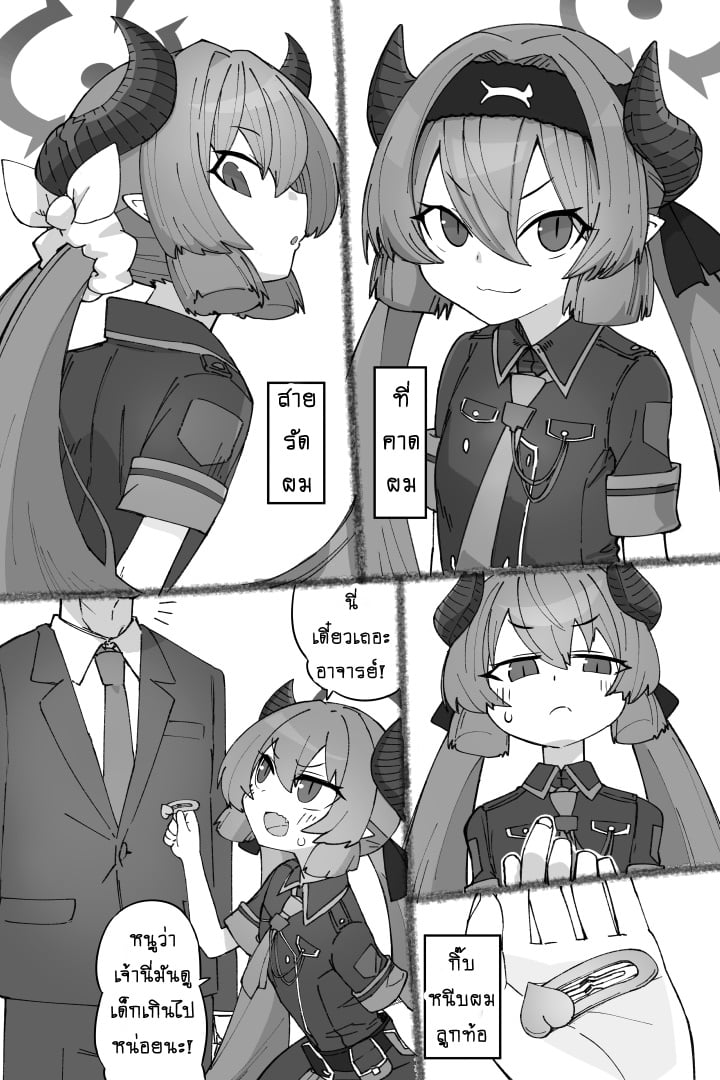 ที่
คาด
ผม
สาย
รัด
ผม
กิ๊บ
หนีบผม
ลูกท้อ
นี่
เดี๋ยวเถอะ
อาจารย์!
หนูว่า
เจ้านี่มันดู
เด็กเกินไป
หน่อยนะ!